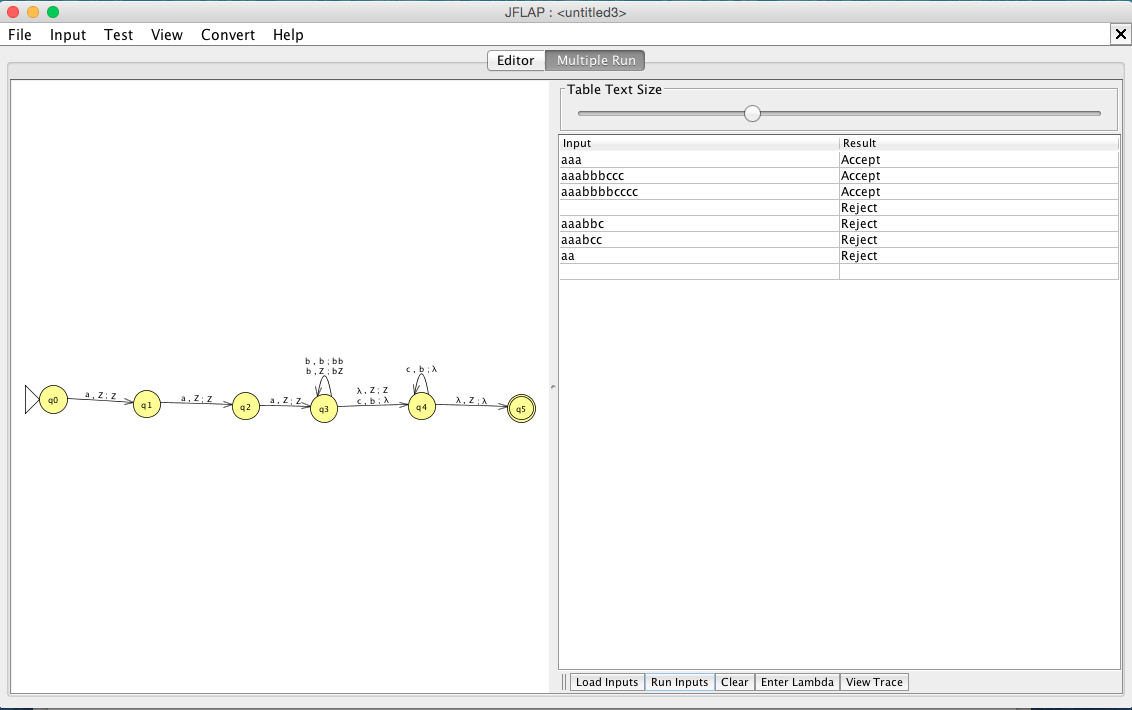 JFLAP : <untitled3>
File Input Test View Convert Help
Editor Multiple Run
Table Text Size
Input Result
aaa Accept
aaabbbccc Accept
aaabbbbcccc Accept
Reject
aaabbc Reject
aaabcc Reject
aa Reject
b , b ; bb
b , Z ; bZ
c , b ; λ
λ , Z ; Z
c , b ; λ
a , Z ; Z
a , Z ; Z
a , Z ; Z
λ , Z ; λ
q0 q1 q2 q3 q4 q5
Load Inputs Run Inputs Clear Enter Lambda View Trace